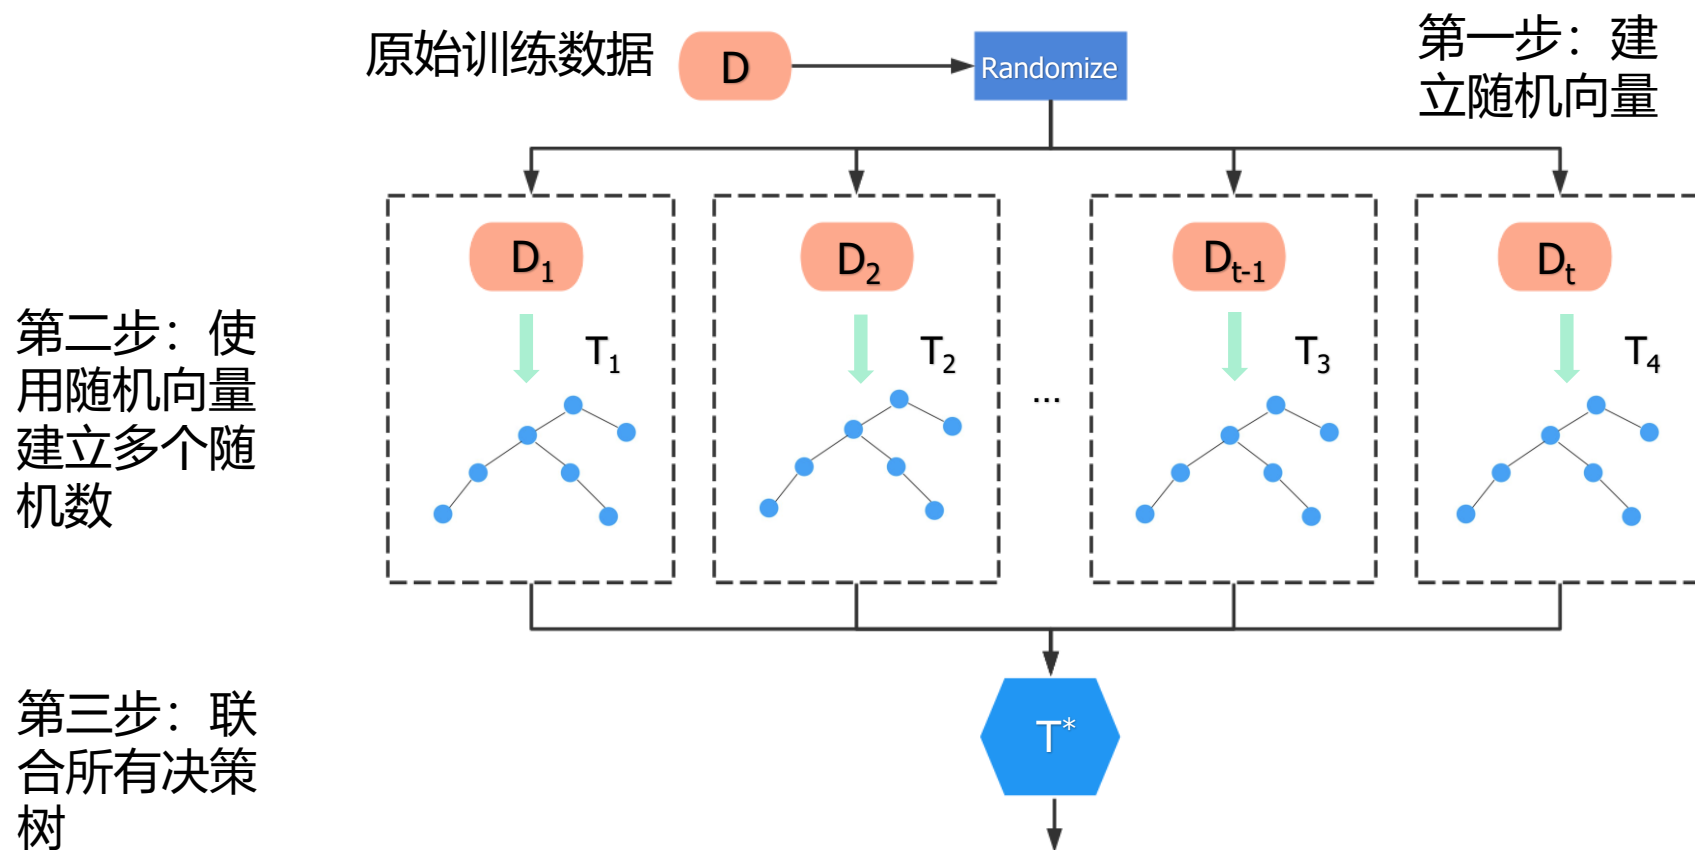 原始训练数据
D
Randomize
第一步：建
立随机向量
D₁
D₂
Dₜ₋₁
Dₜ
T₁
T₂
T₃
T₄
...
第二步：使
用随机向量
建立多个随
机数
第三步：联
合所有决策
树
T*